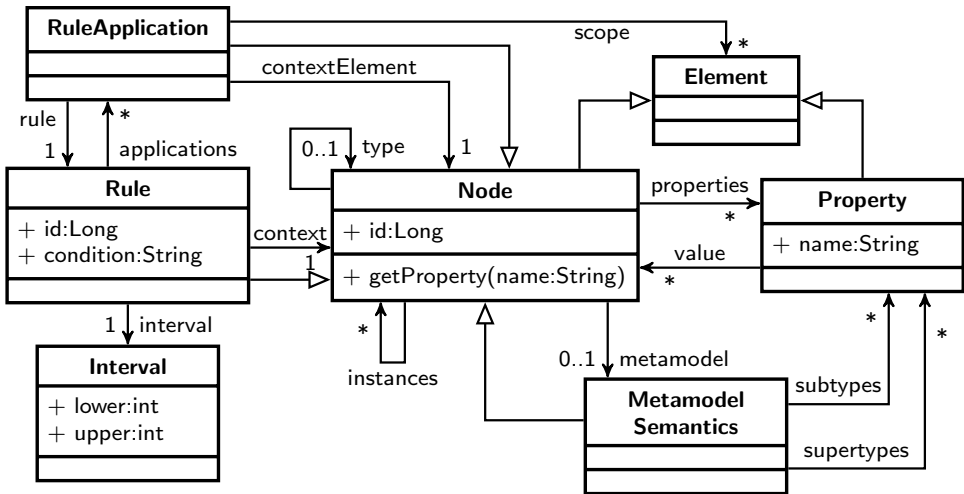 RuleApplication
scope
*
Element
contextElement
rule
1
*
applications
0..1
type
1
Rule
+ id:Long
+ condition:String
context
1
Node
+ id:Long
+ getProperty(name:String)
properties
*
value
*
Property
+ name:String
1
interval
Interval
+ lower:int
+ upper:int
*
instances
0..1
metamodel
Metamodel
Semantics
subtypes
*
*
supertypes